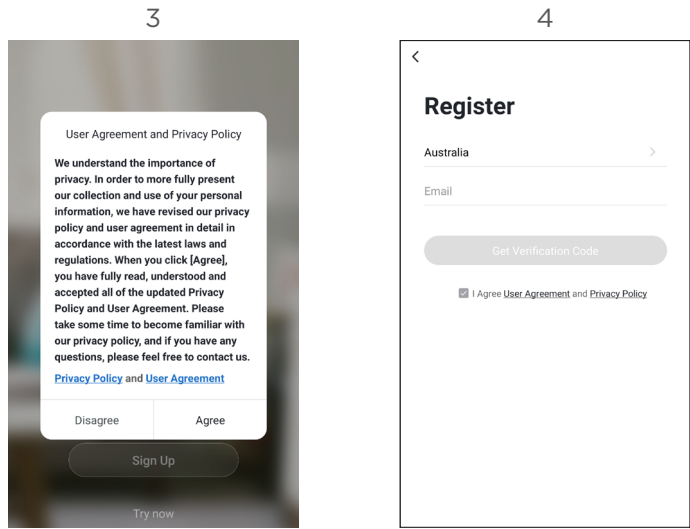 3
User Agreement and Privacy Policy
We understand the importance of
privacy. In order to more fully present
our collection and use of your personal
information, we have revised our privacy
policy and user agreement in detail in
accordance with the latest laws and
regulations. When you click [Agree],
you have fully read, understood and
accepted all of the updated Privacy
Policy and User Agreement. Please
take some time to become familiar with
our privacy policy, and if you have any
questions, please feel free to contact us.
Privacy Policy and User Agreement
Disagree Agree
Sign Up
Try now
4
Register
Australia
Email
Get Verification Code
I Agree User Agreement and Privacy Policy